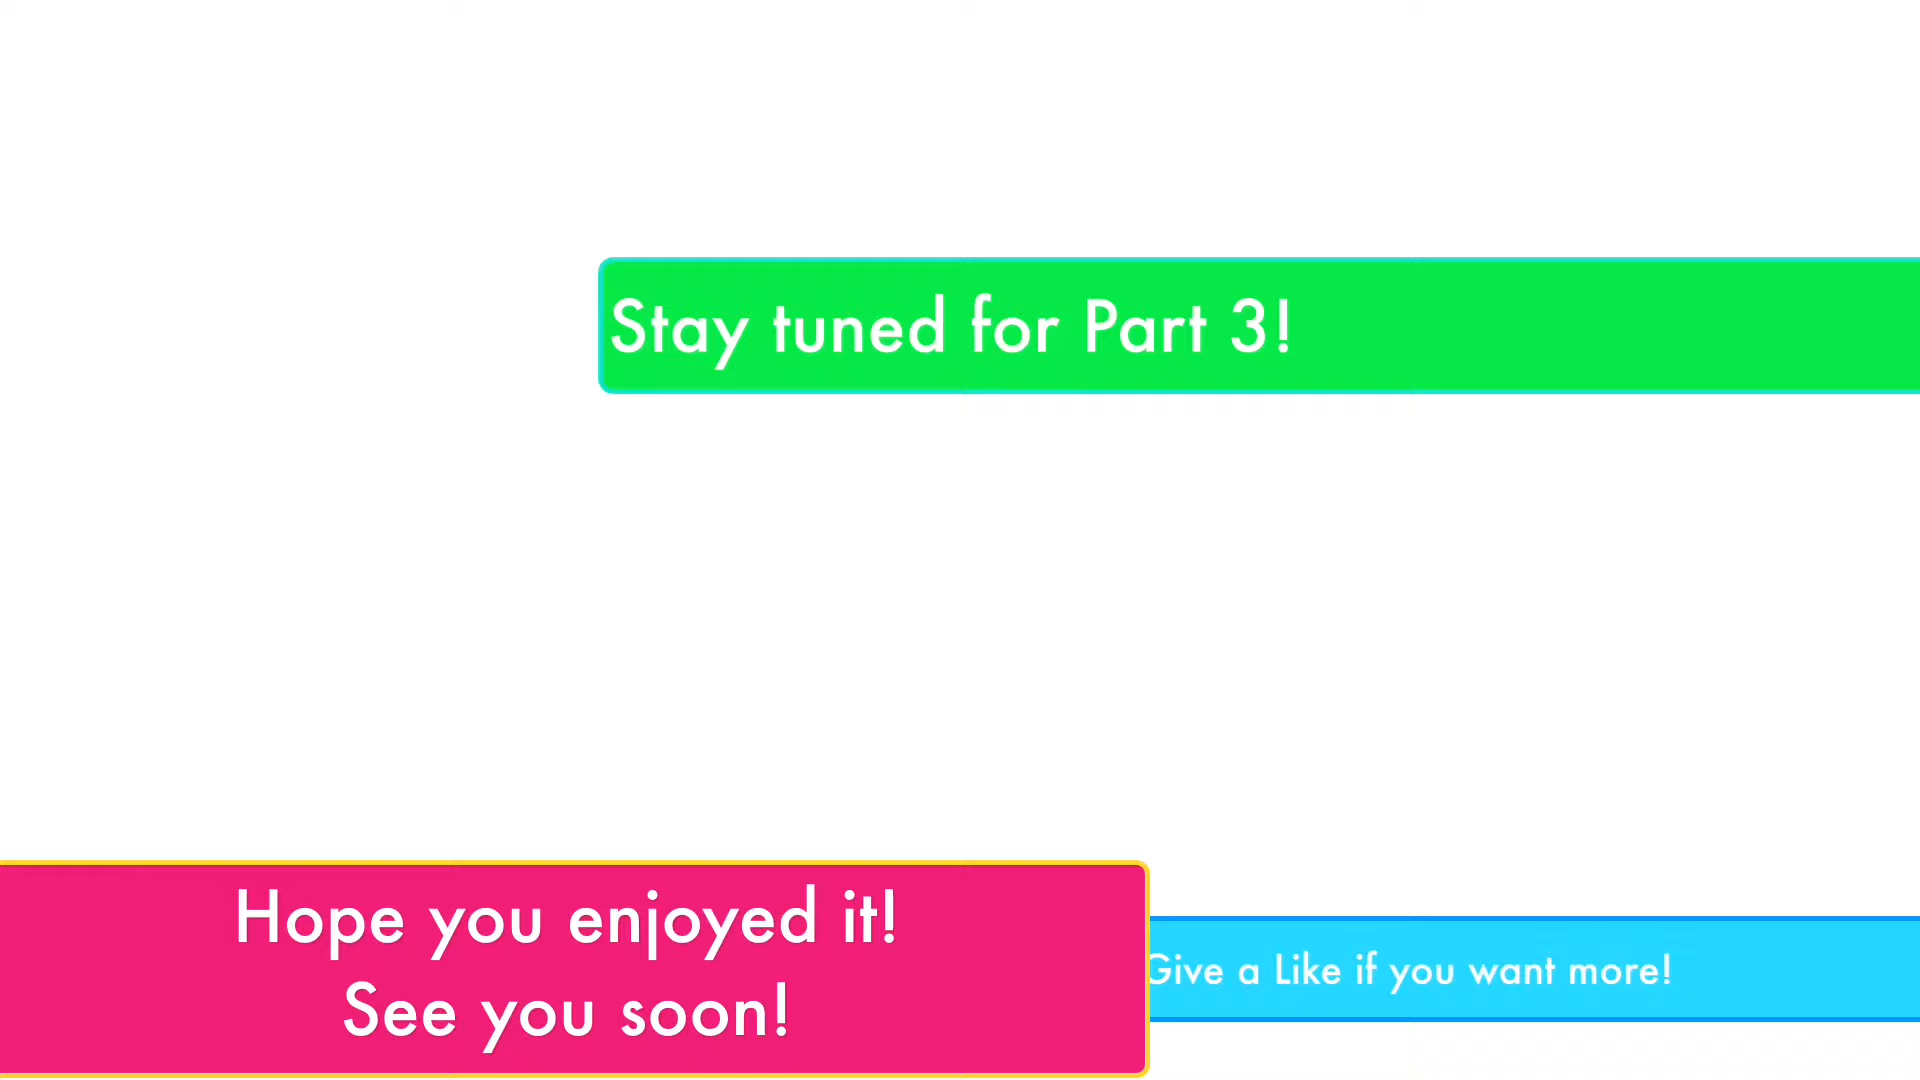 Stay tuned for Part 3!
Hope you enjoyed it!
See you soon!
Give a Like if you want more!